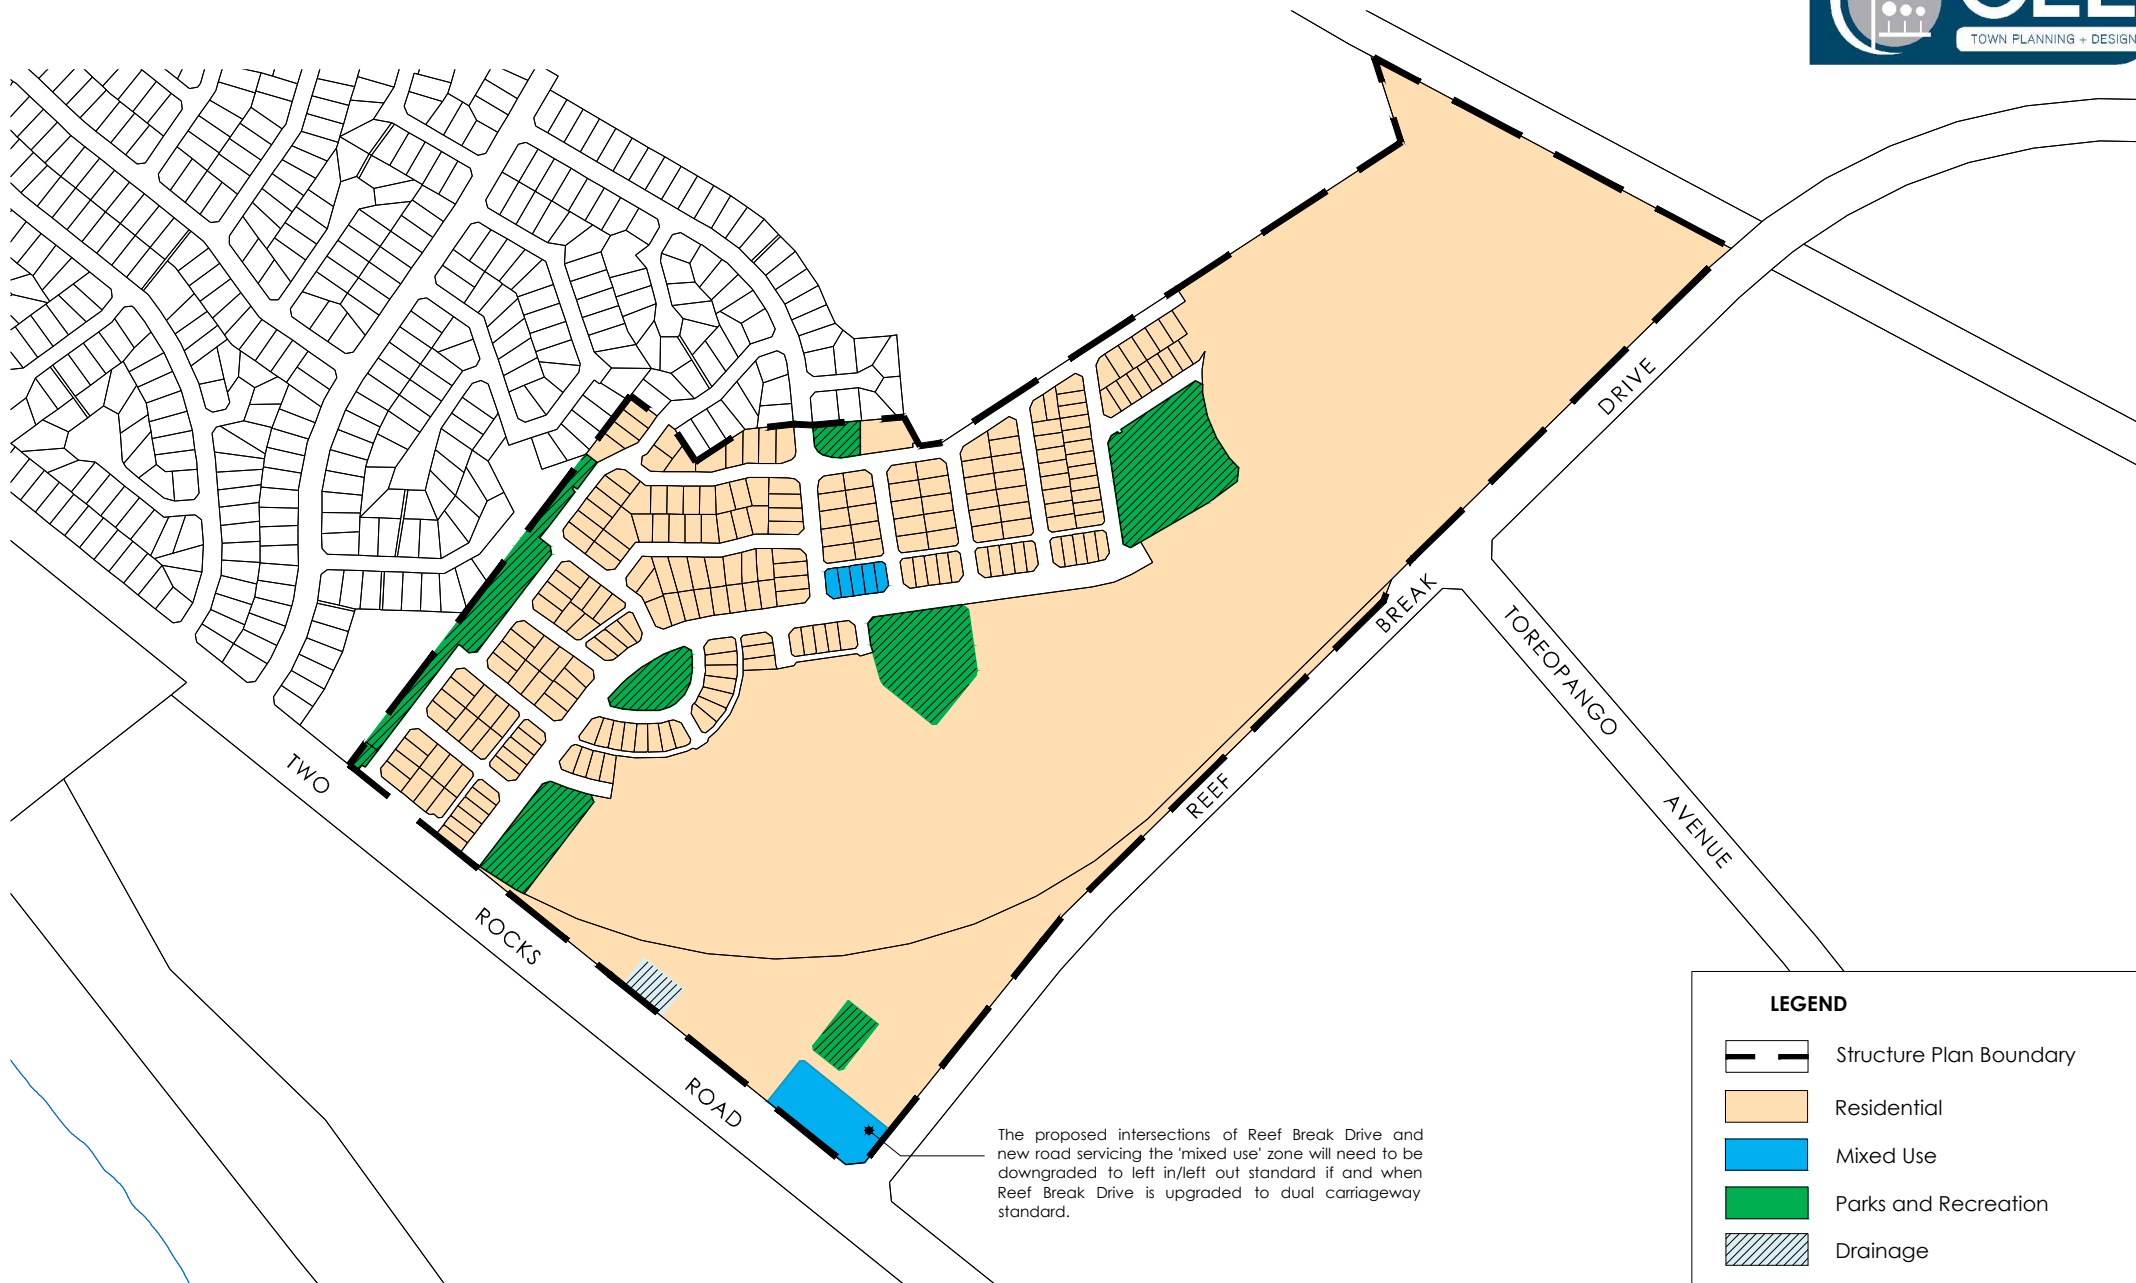 TOWN PLANNING + DESIGN
DRIVE
BREAK
REEF
TOREOPANGO
AVENUE
TWO
ROCKS
ROAD
The proposed intersections of Reef Break Drive and
new road servicing the 'mixed use' zone will need to be
downgraded to left in/left out standard if and when
Reef Break Drive is upgraded to dual carriageway
standard.
LEGEND
Structure Plan Boundary
Residential
Mixed Use
Parks and Recreation
Drainage